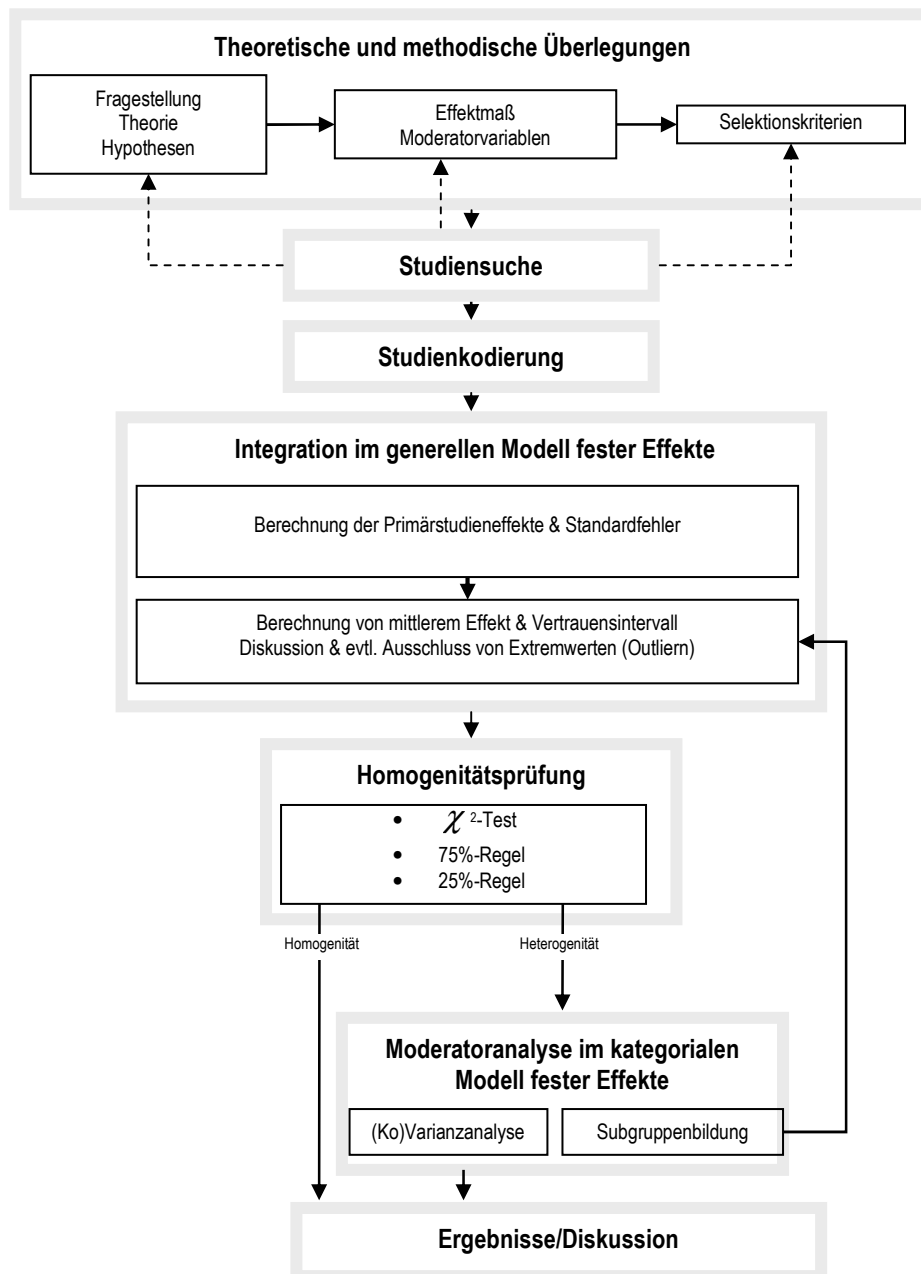 Theoretische und methodische Überlegungen
Fragestellung
Theorie
Hypothesen
Effektmaß
Moderatorvariablen
Selektionskriterien
Studiensuche
Studienkodierung
Integration im generellen Modell fester Effekte
Berechnung der Primärstudieneffekte & Standardfehler
Berechnung von mittlerem Effekt & Vertrauensintervall
Diskussion & evtl. Ausschluss von Extremwerten (Outliern)
Homogenitätsprüfung
• χ ²-Test
• 75%-Regel
• 25%-Regel
Homogenität
Heterogenität
Moderatoranalyse im kategorialen
Modell fester Effekte
(Ko)Varianzanalyse
Subgruppenbildung
Ergebnisse/Diskussion